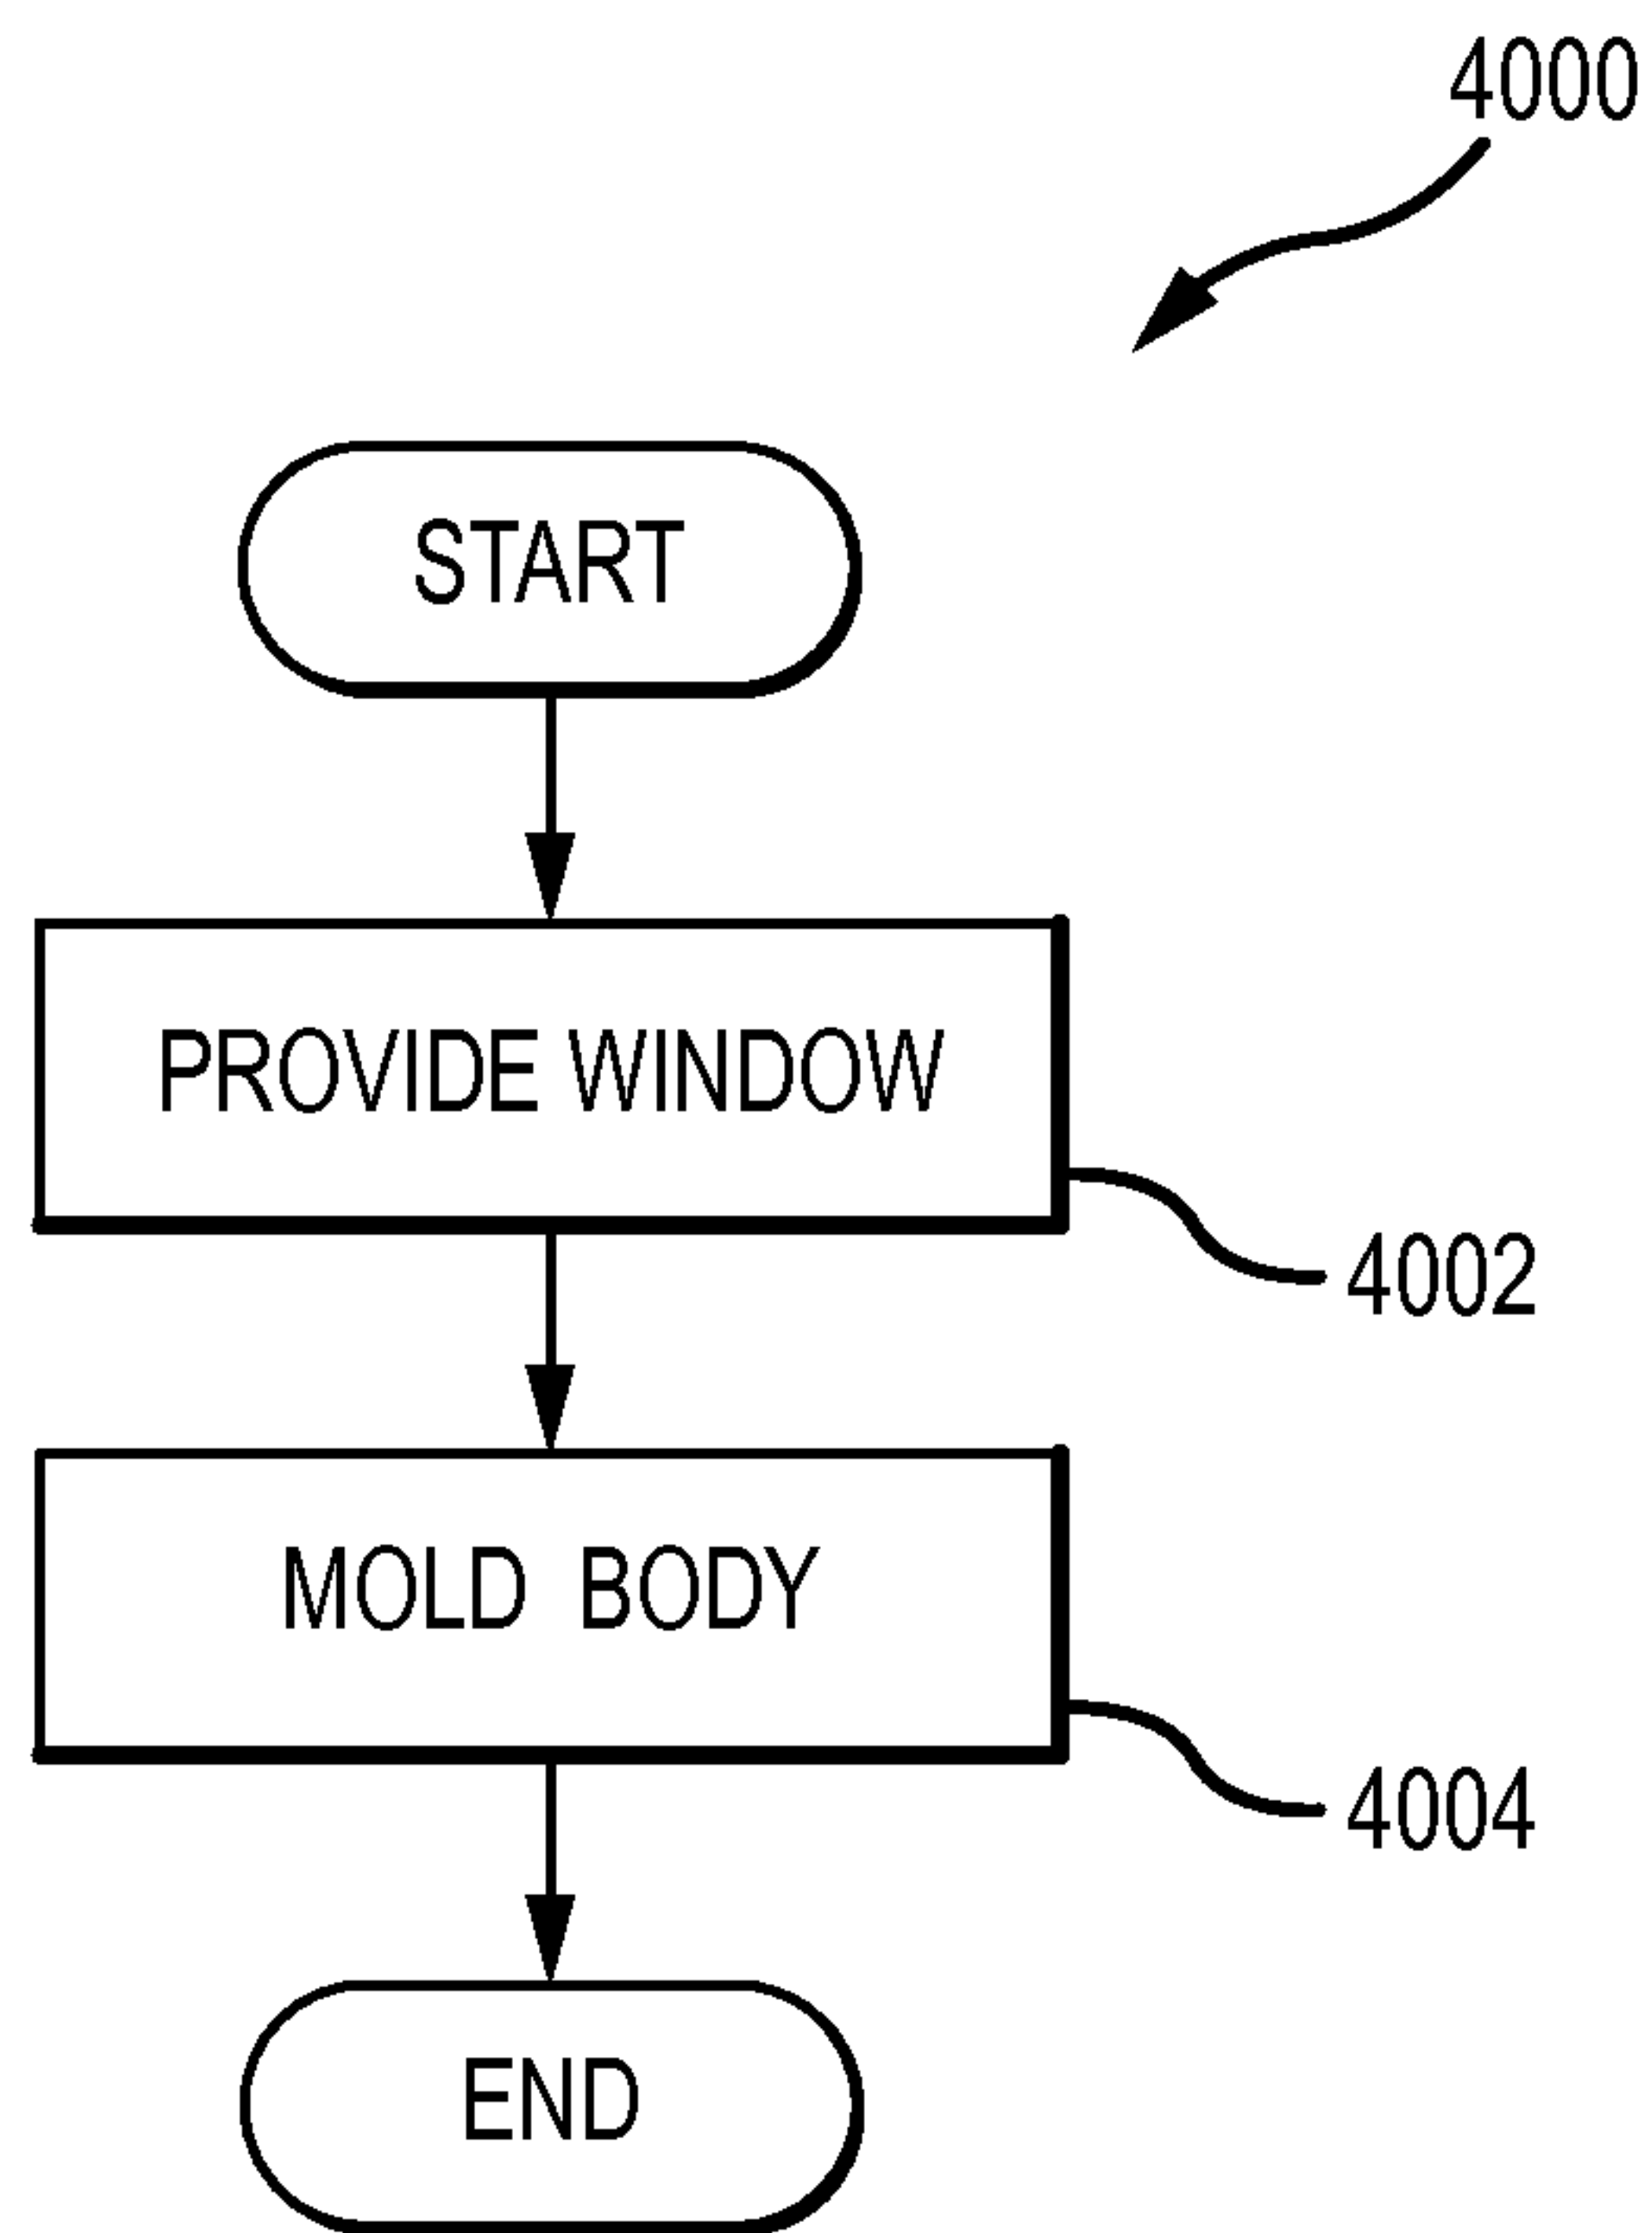 4000
START
PROVIDE WINDOW
4002
MOLD BODY
4004
END